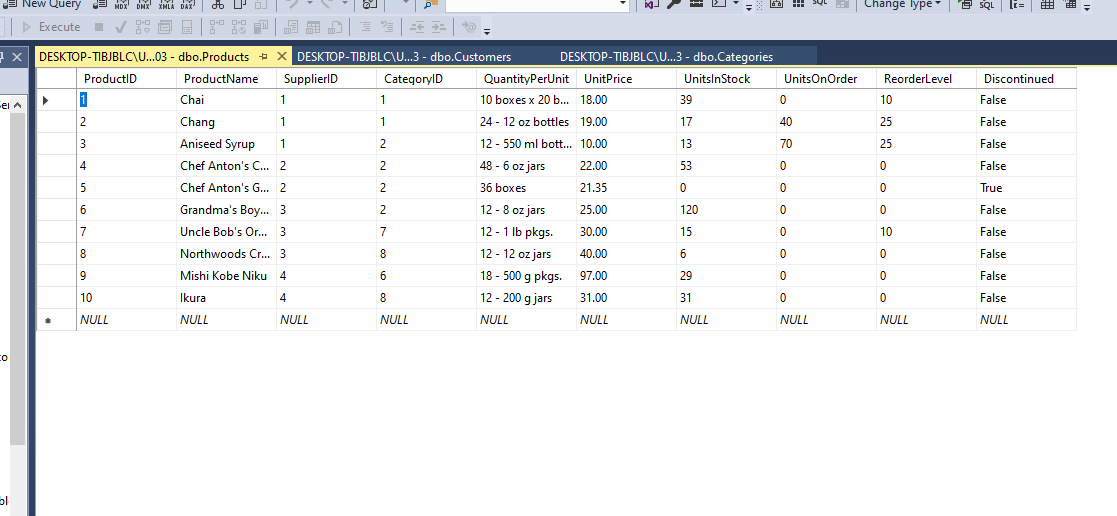 New Query MDX DMX XMLA DAX SQL Change Type SQL
Execute
DESKTOP-TIBJBLC\U...03 - dbo.Products DESKTOP-TIBJBLC\U...3 - dbo.Customers DESKTOP-TIBJBLC\U...3 - dbo.Categories
ProductID ProductName SupplierID CategoryID QuantityPerUnit UnitPrice UnitsInStock UnitsOnOrder ReorderLevel Discontinued
1 Chai 1 1 10 boxes x 20 b... 18.00 39 0 10 False
2 Chang 1 1 24 - 12 oz bottles 19.00 17 40 25 False
3 Aniseed Syrup 1 2 12 - 550 ml bott... 10.00 13 70 25 False
4 Chef Anton's C... 2 2 48 - 6 oz jars 22.00 53 0 0 False
5 Chef Anton's G... 2 2 36 boxes 21.35 0 0 0 True
6 Grandma's Boy... 3 2 12 - 8 oz jars 25.00 120 0 0 False
7 Uncle Bob's Or... 3 7 12 - 1 lb pkgs. 30.00 15 0 10 False
8 Northwoods Cr... 3 8 12 - 12 oz jars 40.00 6 0 0 False
9 Mishi Kobe Niku 4 6 18 - 500 g pkgs. 97.00 29 0 0 False
10 Ikura 4 8 12 - 200 g jars 31.00 31 0 0 False
NULL NULL NULL NULL NULL NULL NULL NULL NULL NULL